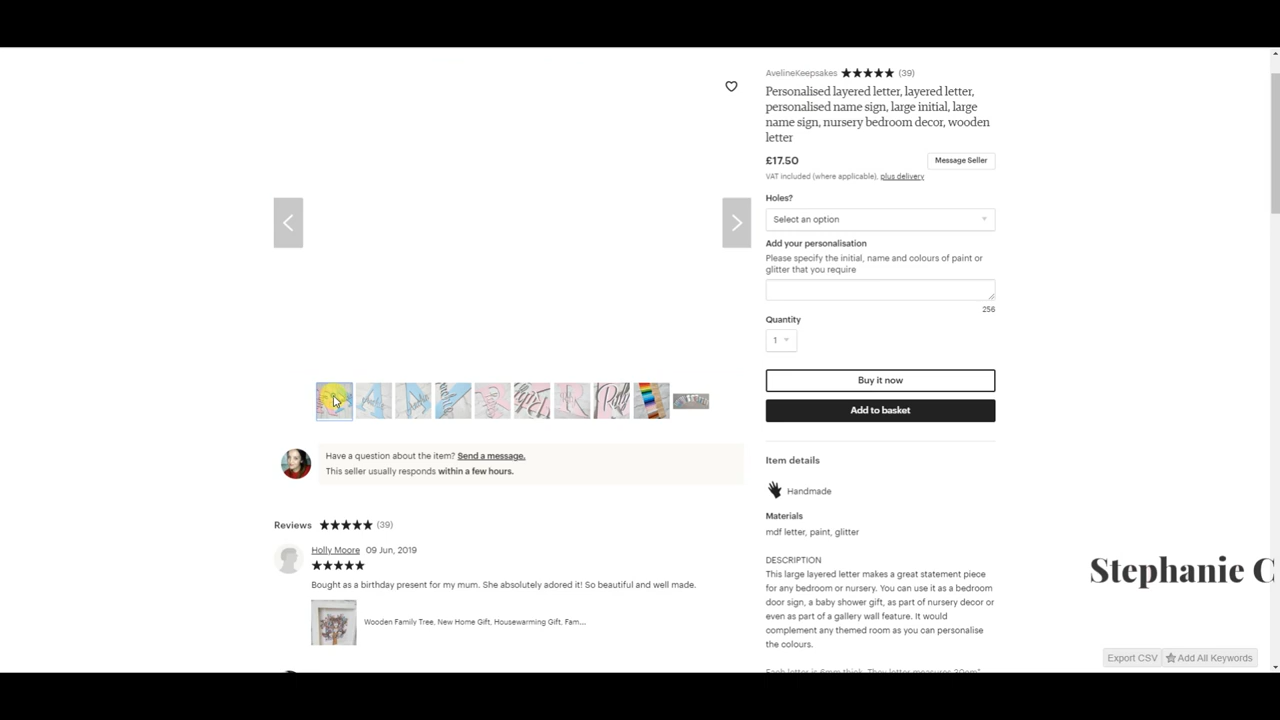 AvelineKeepsakes ★★★★★ (39)
Personalised layered letter, layered letter,
personalised name sign, large initial, large
name sign, nursery bedroom decor, wooden
letter
£17.50
Message Seller
VAT included (where applicable), plus delivery
Holes?
Select an option
Add your personalisation
Please specify the initial, name and colours of paint or
glitter that you require
256
Quantity
1
Buy it now
Add to basket
Have a question about the item? Send a message.
This seller usually responds within a few hours.
Item details
Handmade
Materials
mdf letter, paint, glitter
Reviews ★★★★★ (39)
Holly Moore 09 Jun, 2019
★★★★★
Bought as a birthday present for my mum. She absolutely adored it! So beautiful and well made.
Wooden Family Tree, New Home Gift, Housewarming Gift, Fam...
DESCRIPTION
This large layered letter makes a great statement piece
for any bedroom or nursery. You can use it as a bedroom
door sign, a baby shower gift, as part of nursery decor or
even as part of a gallery wall feature. It would
complement any themed room as you can personalise
the colours.
Stephanie C
Export CSV
Add All Keywords